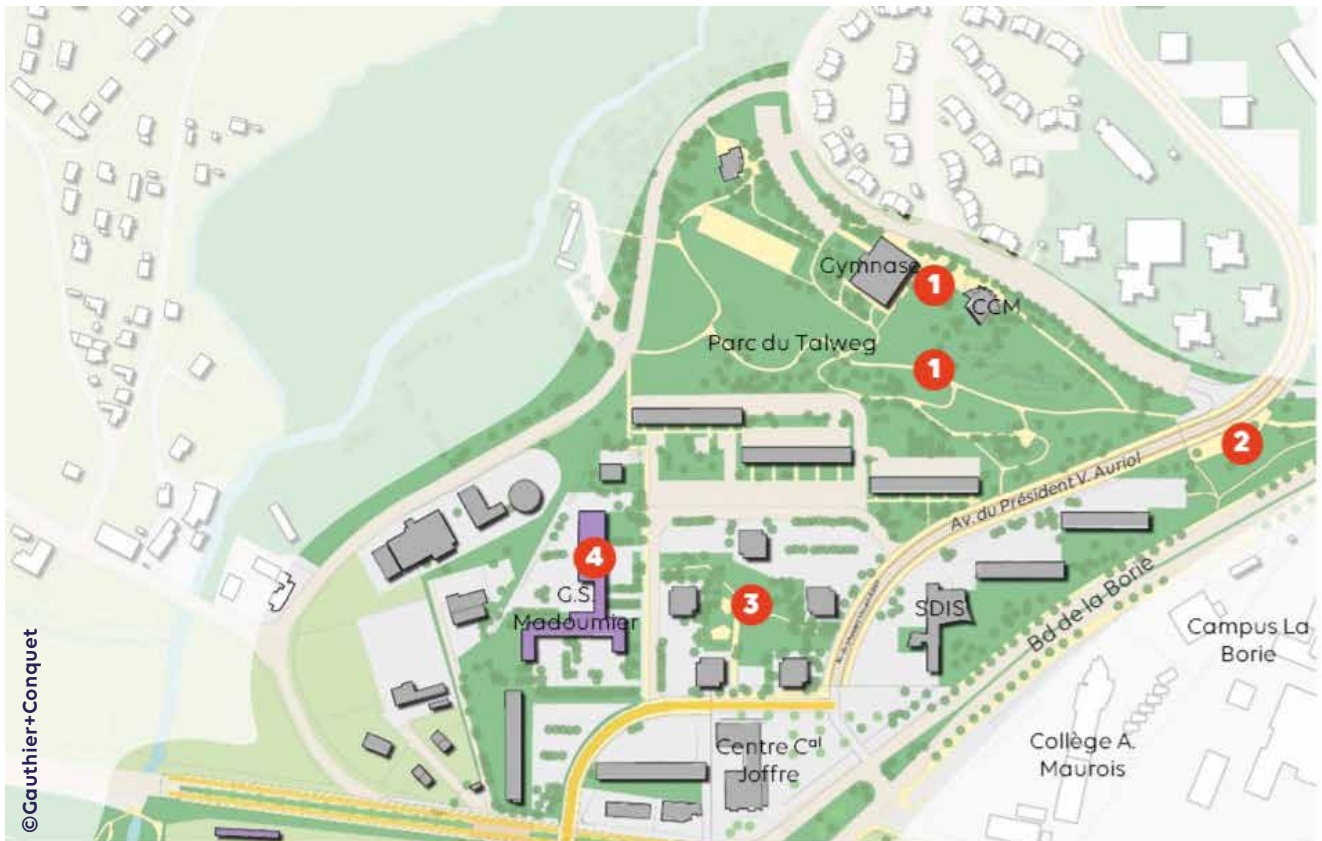 Gymnase
1
CCM
Parc du Talweg
1
2
Av. du Président V. Auriol
4
G.S.
Madoumier
3
SDIS
Bd de la Borie
Campus La
Borie
Centre Cᵃˡ
Joffre
Collège A.
Maurois
©Gauthier+Conquet